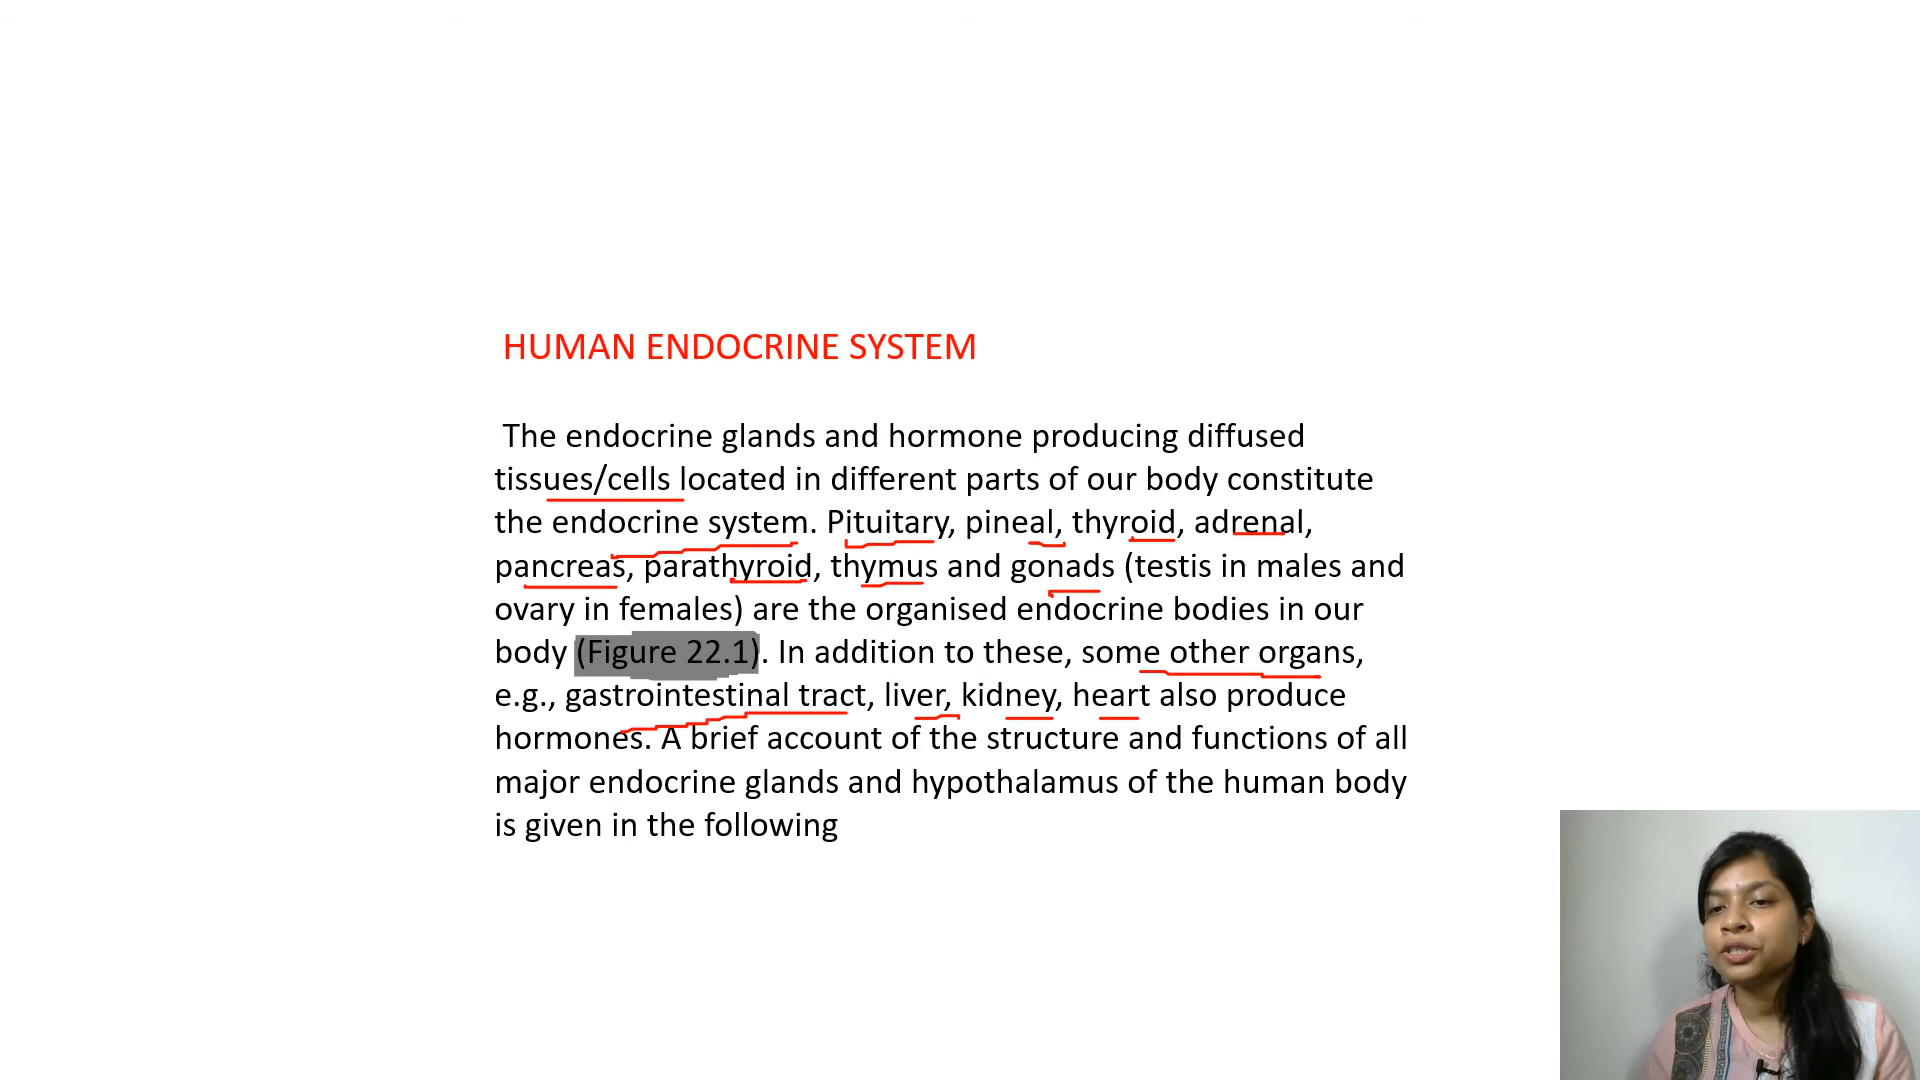 HUMAN ENDOCRINE SYSTEM
The endocrine glands and hormone producing diffused
tissues/cells located in different parts of our body constitute
the endocrine system. Pituitary, pineal, thyroid, adrenal,
pancreas, parathyroid, thymus and gonads (testis in males and
ovary in females) are the organised endocrine bodies in our
body (Figure 22.1). In addition to these, some other organs,
e.g., gastrointestinal tract, liver, kidney, heart also produce
hormones. A brief account of the structure and functions of all
major endocrine glands and hypothalamus of the human body
is given in the following